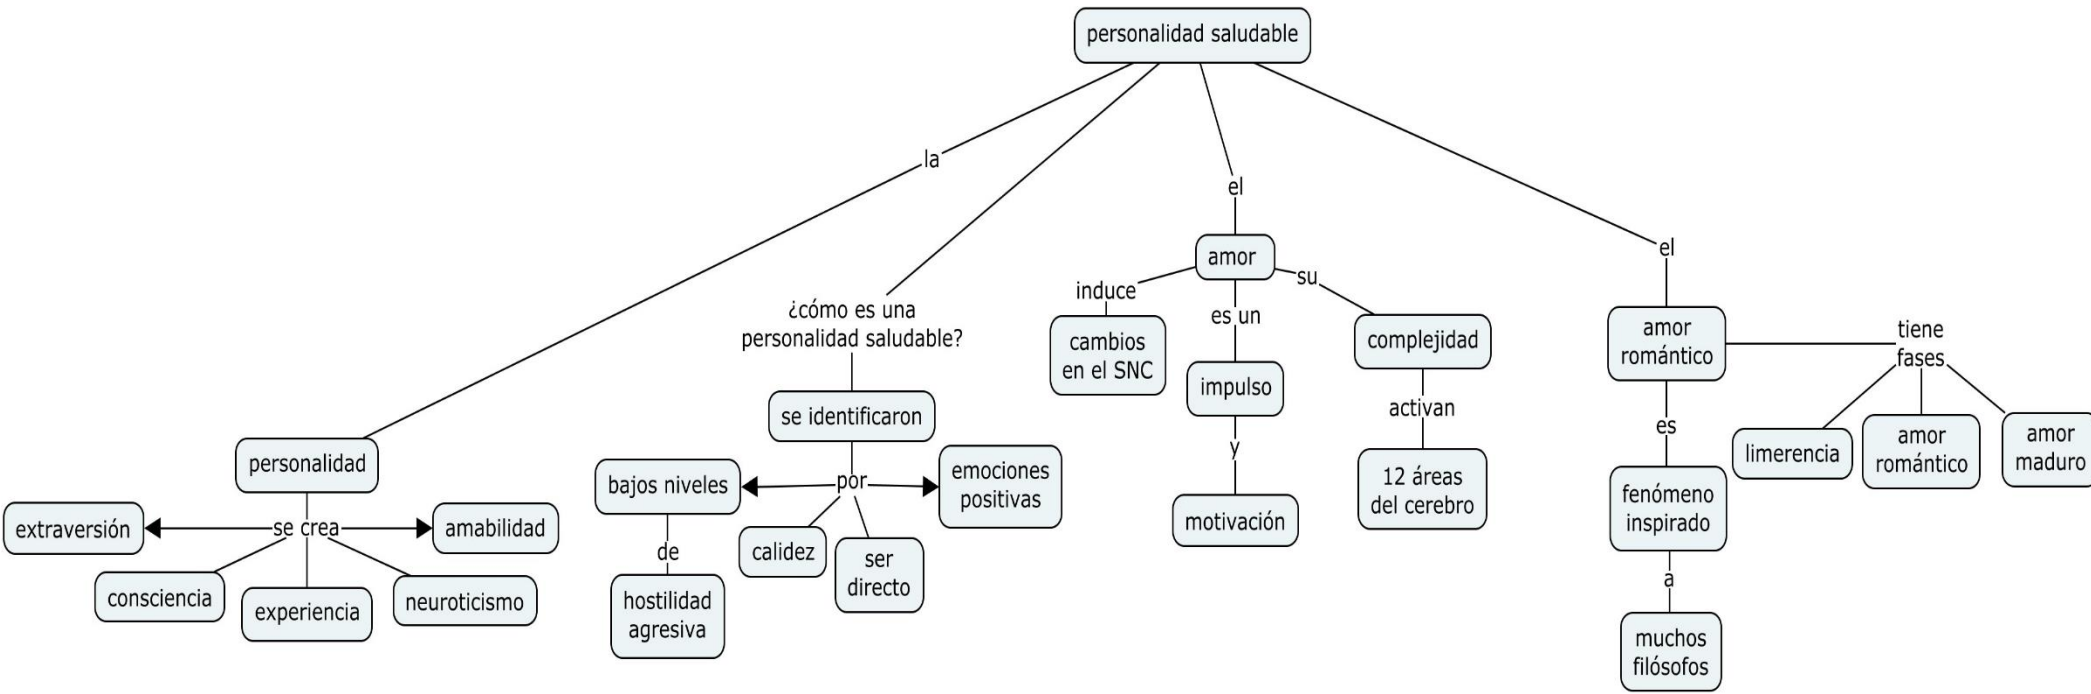 personalidad saludable
la
personalidad
se crea
extraversión
amabilidad
consciencia
experiencia
neuroticismo
¿cómo es una
personalidad saludable?
se identificaron
por
bajos niveles
de
hostilidad
agresiva
calidez
ser
directo
emociones
positivas
el
amor
induce
cambios
en el SNC
es un
impulso
y
motivación
su
complejidad
activan
12 áreas
del cerebro
el
amor
romántico
es
fenómeno
inspirado
a
muchos
filósofos
tiene
fases
limerencia
amor
romántico
amor
maduro